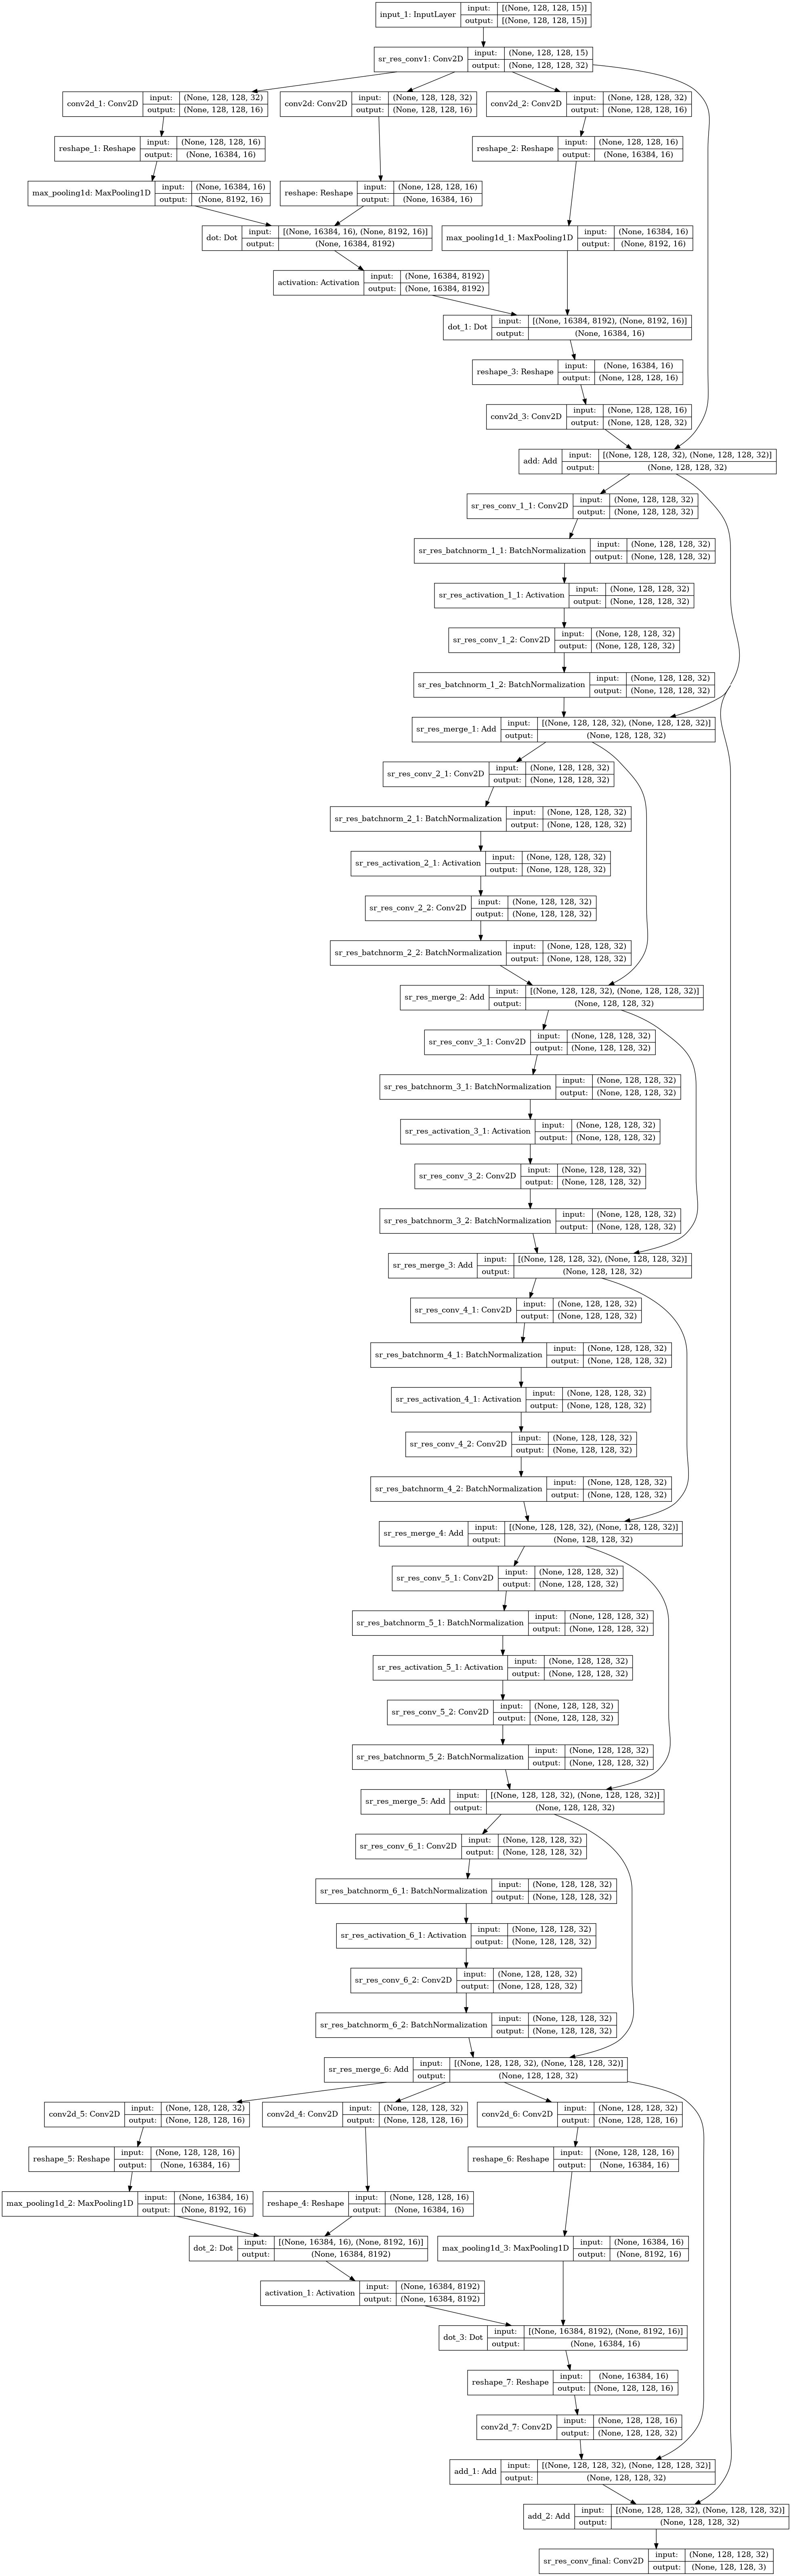 input_1: InputLayer input: [(None, 128, 128, 15)]
output: [(None, 128, 128, 15)]
sr_res_conv1: Conv2D input: (None, 128, 128, 15)
output: (None, 128, 128, 32)
conv2d_1: Conv2D input: (None, 128, 128, 32)
output: (None, 128, 128, 16)
conv2d: Conv2D input: (None, 128, 128, 32)
output: (None, 128, 128, 16)
conv2d_2: Conv2D input: (None, 128, 128, 32)
output: (None, 128, 128, 16)
reshape_1: Reshape input: (None, 128, 128, 16)
output: (None, 16384, 16)
reshape_2: Reshape input: (None, 128, 128, 16)
output: (None, 16384, 16)
max_pooling1d: MaxPooling1D input: (None, 16384, 16)
output: (None, 8192, 16)
reshape: Reshape input: (None, 128, 128, 16)
output: (None, 16384, 16)
dot: Dot input: [(None, 16384, 16), (None, 8192, 16)]
output: (None, 16384, 8192)
max_pooling1d_1: MaxPooling1D input: (None, 16384, 16)
output: (None, 8192, 16)
activation: Activation input: (None, 16384, 8192)
output: (None, 16384, 8192)
dot_1: Dot input: [(None, 16384, 8192), (None, 8192, 16)]
output: (None, 16384, 16)
reshape_3: Reshape input: (None, 16384, 16)
output: (None, 128, 128, 16)
conv2d_3: Conv2D input: (None, 128, 128, 16)
output: (None, 128, 128, 32)
add: Add input: [(None, 128, 128, 32), (None, 128, 128, 32)]
output: (None, 128, 128, 32)
sr_res_conv_1_1: Conv2D input: (None, 128, 128, 32)
output: (None, 128, 128, 32)
sr_res_batchnorm_1_1: BatchNormalization input: (None, 128, 128, 32)
output: (None, 128, 128, 32)
sr_res_activation_1_1: Activation input: (None, 128, 128, 32)
output: (None, 128, 128, 32)
sr_res_conv_1_2: Conv2D input: (None, 128, 128, 32)
output: (None, 128, 128, 32)
sr_res_batchnorm_1_2: BatchNormalization input: (None, 128, 128, 32)
output: (None, 128, 128, 32)
sr_res_merge_1: Add input: [(None, 128, 128, 32), (None, 128, 128, 32)]
output: (None, 128, 128, 32)
sr_res_conv_2_1: Conv2D input: (None, 128, 128, 32)
output: (None, 128, 128, 32)
sr_res_batchnorm_2_1: BatchNormalization input: (None, 128, 128, 32)
output: (None, 128, 128, 32)
sr_res_activation_2_1: Activation input: (None, 128, 128, 32)
output: (None, 128, 128, 32)
sr_res_conv_2_2: Conv2D input: (None, 128, 128, 32)
output: (None, 128, 128, 32)
sr_res_batchnorm_2_2: BatchNormalization input: (None, 128, 128, 32)
output: (None, 128, 128, 32)
sr_res_merge_2: Add input: [(None, 128, 128, 32), (None, 128, 128, 32)]
output: (None, 128, 128, 32)
sr_res_conv_3_1: Conv2D input: (None, 128, 128, 32)
output: (None, 128, 128, 32)
sr_res_batchnorm_3_1: BatchNormalization input: (None, 128, 128, 32)
output: (None, 128, 128, 32)
sr_res_activation_3_1: Activation input: (None, 128, 128, 32)
output: (None, 128, 128, 32)
sr_res_conv_3_2: Conv2D input: (None, 128, 128, 32)
output: (None, 128, 128, 32)
sr_res_batchnorm_3_2: BatchNormalization input: (None, 128, 128, 32)
output: (None, 128, 128, 32)
sr_res_merge_3: Add input: [(None, 128, 128, 32), (None, 128, 128, 32)]
output: (None, 128, 128, 32)
sr_res_conv_4_1: Conv2D input: (None, 128, 128, 32)
output: (None, 128, 128, 32)
sr_res_batchnorm_4_1: BatchNormalization input: (None, 128, 128, 32)
output: (None, 128, 128, 32)
sr_res_activation_4_1: Activation input: (None, 128, 128, 32)
output: (None, 128, 128, 32)
sr_res_conv_4_2: Conv2D input: (None, 128, 128, 32)
output: (None, 128, 128, 32)
sr_res_batchnorm_4_2: BatchNormalization input: (None, 128, 128, 32)
output: (None, 128, 128, 32)
sr_res_merge_4: Add input: [(None, 128, 128, 32), (None, 128, 128, 32)]
output: (None, 128, 128, 32)
sr_res_conv_5_1: Conv2D input: (None, 128, 128, 32)
output: (None, 128, 128, 32)
sr_res_batchnorm_5_1: BatchNormalization input: (None, 128, 128, 32)
output: (None, 128, 128, 32)
sr_res_activation_5_1: Activation input: (None, 128, 128, 32)
output: (None, 128, 128, 32)
sr_res_conv_5_2: Conv2D input: (None, 128, 128, 32)
output: (None, 128, 128, 32)
sr_res_batchnorm_5_2: BatchNormalization input: (None, 128, 128, 32)
output: (None, 128, 128, 32)
sr_res_merge_5: Add input: [(None, 128, 128, 32), (None, 128, 128, 32)]
output: (None, 128, 128, 32)
sr_res_conv_6_1: Conv2D input: (None, 128, 128, 32)
output: (None, 128, 128, 32)
sr_res_batchnorm_6_1: BatchNormalization input: (None, 128, 128, 32)
output: (None, 128, 128, 32)
sr_res_activation_6_1: Activation input: (None, 128, 128, 32)
output: (None, 128, 128, 32)
sr_res_conv_6_2: Conv2D input: (None, 128, 128, 32)
output: (None, 128, 128, 32)
sr_res_batchnorm_6_2: BatchNormalization input: (None, 128, 128, 32)
output: (None, 128, 128, 32)
sr_res_merge_6: Add input: [(None, 128, 128, 32), (None, 128, 128, 32)]
output: (None, 128, 128, 32)
conv2d_5: Conv2D input: (None, 128, 128, 32)
output: (None, 128, 128, 16)
conv2d_4: Conv2D input: (None, 128, 128, 32)
output: (None, 128, 128, 16)
conv2d_6: Conv2D input: (None, 128, 128, 32)
output: (None, 128, 128, 16)
reshape_5: Reshape input: (None, 128, 128, 16)
output: (None, 16384, 16)
reshape_6: Reshape input: (None, 128, 128, 16)
output: (None, 16384, 16)
max_pooling1d_2: MaxPooling1D input: (None, 16384, 16)
output: (None, 8192, 16)
reshape_4: Reshape input: (None, 128, 128, 16)
output: (None, 16384, 16)
dot_2: Dot input: [(None, 16384, 16), (None, 8192, 16)]
output: (None, 16384, 8192)
max_pooling1d_3: MaxPooling1D input: (None, 16384, 16)
output: (None, 8192, 16)
activation_1: Activation input: (None, 16384, 8192)
output: (None, 16384, 8192)
dot_3: Dot input: [(None, 16384, 8192), (None, 8192, 16)]
output: (None, 16384, 16)
reshape_7: Reshape input: (None, 16384, 16)
output: (None, 128, 128, 16)
conv2d_7: Conv2D input: (None, 128, 128, 16)
output: (None, 128, 128, 32)
add_1: Add input: [(None, 128, 128, 32), (None, 128, 128, 32)]
output: (None, 128, 128, 32)
add_2: Add input: [(None, 128, 128, 32), (None, 128, 128, 32)]
output: (None, 128, 128, 32)
sr_res_conv_final: Conv2D input: (None, 128, 128, 32)
output: (None, 128, 128, 3)